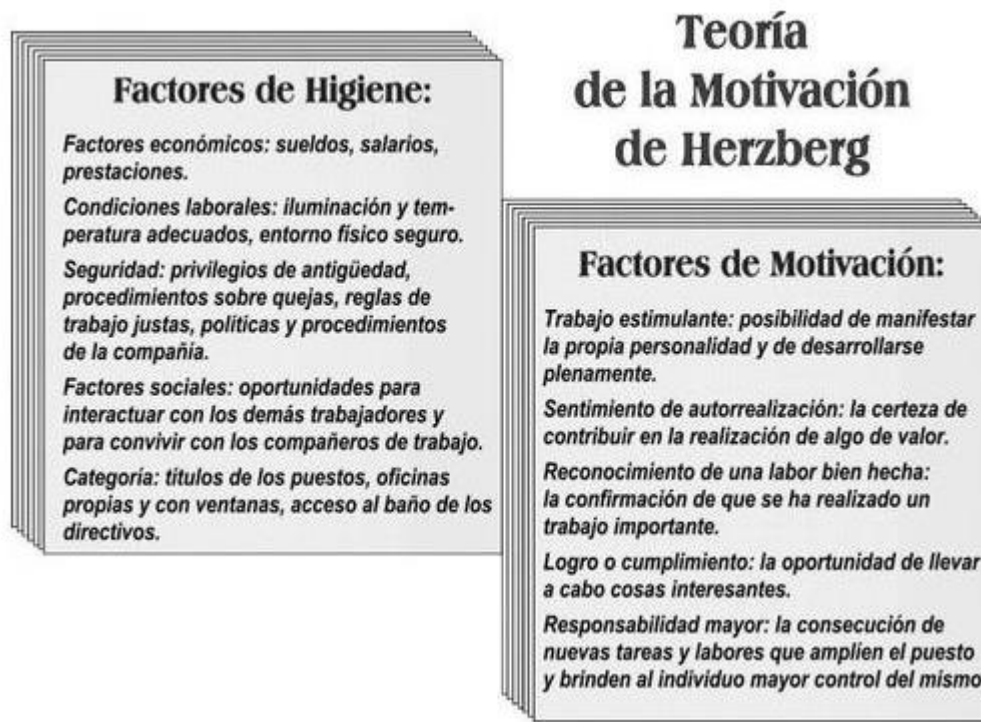 Teoría
de la Motivación
de Herzberg
Factores de Higiene:
Factores económicos: sueldos, salarios,
prestaciones.
Condiciones laborales: iluminación y tem-
peratura adecuados, entorno físico seguro.
Seguridad: privilegios de antigüedad,
procedimientos sobre quejas, reglas de
trabajo justas, políticas y procedimientos
de la compañía.
Factores sociales: oportunidades para
interactuar con los demás trabajadores y
para convivir con los compañeros de trabajo.
Categoría: títulos de los puestos, oficinas
propias y con ventanas, acceso al baño de los
directivos.
Factores de Motivación:
Trabajo estimulante: posibilidad de manifestar
la propia personalidad y de desarrollarse
plenamente.
Sentimiento de autorrealización: la certeza de
contribuir en la realización de algo de valor.
Reconocimiento de una labor bien hecha:
la confirmación de que se ha realizado un
trabajo importante.
Logro o cumplimiento: la oportunidad de llevar
a cabo cosas interesantes.
Responsabilidad mayor: la consecución de
nuevas tareas y labores que amplíen el puesto
y brinden al individuo mayor control del mismo